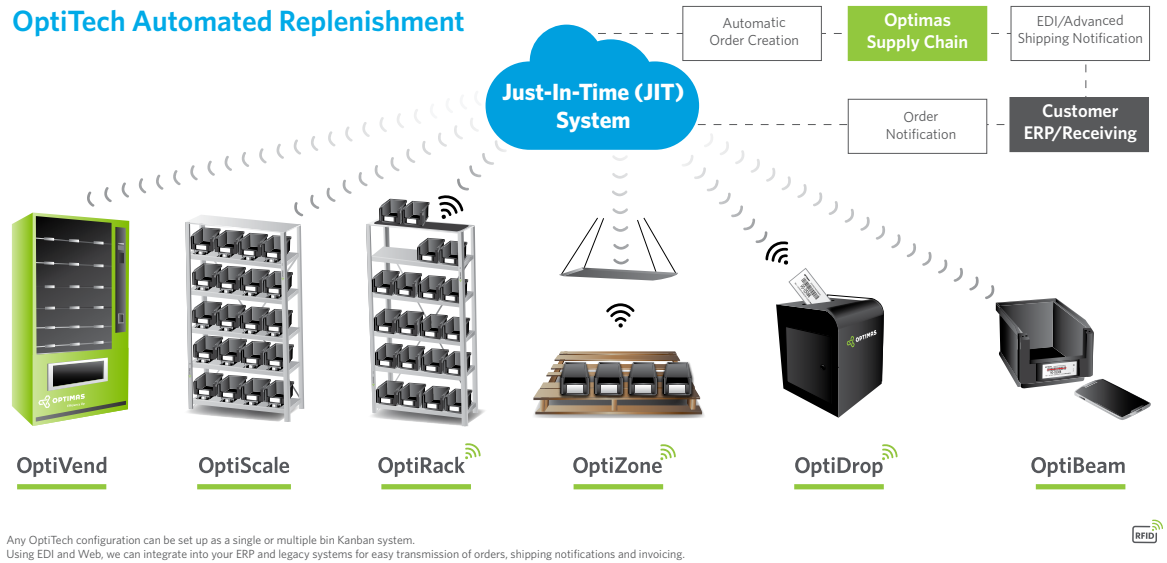 OptiTech Automated Replenishment
Just-In-Time (JIT)
System
Automatic
Order Creation
Optimas
Supply Chain
EDI/Advanced
Shipping Notification
Order
Notification
Customer
ERP/Receiving
OPTIMAS
OPTIMAS
OptiVend
OptiScale
OptiRack
OptiZone
OptiDrop
OptiBeam
Any OptiTech configuration can be set up as a single or multiple bin Kanban system.
Using EDI and Web, we can integrate into your ERP and legacy systems for easy transmission of orders, shipping notifications and invoicing.
RFID